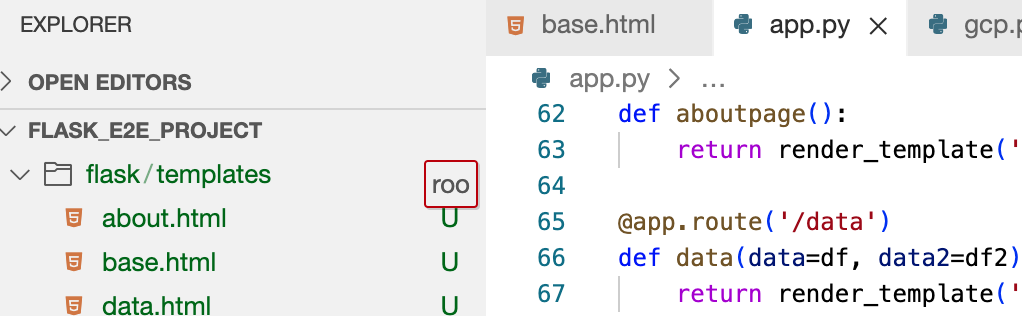 EXPLORER
OPEN EDITORS
FLASK_E2E_PROJECT
flask/templates
roo
about.html U
base.html U
data.html U
base.html app.py gcp.p
app.py > ...
62 def aboutpage():
63 return render_template('
64
65 @app.route('/data')
66 def data(data=df, data2=df2)
67 return render_template('